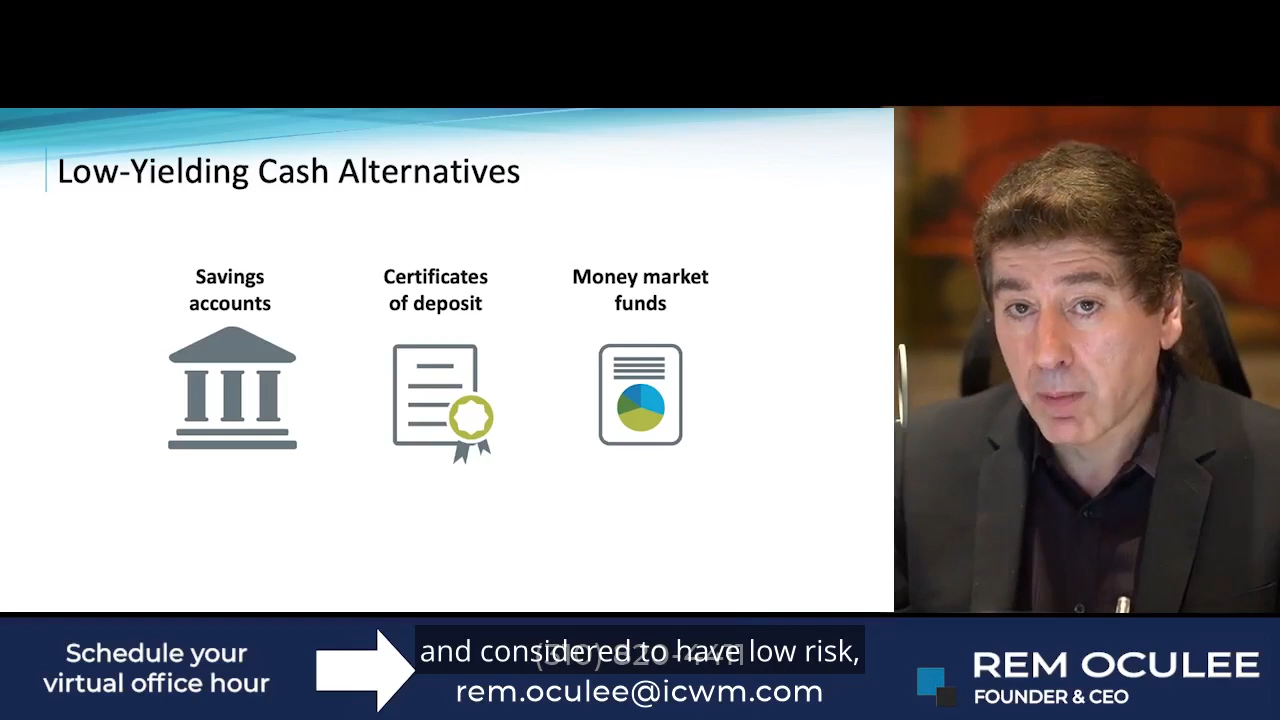 Low-Yielding Cash Alternatives
Savings
accounts
Certificates
of deposit
Money market
funds
Schedule your
virtual office hour
and considered to have low risk,
rem.oculee@icwm.com
REM OCULEE
FOUNDER & CEO